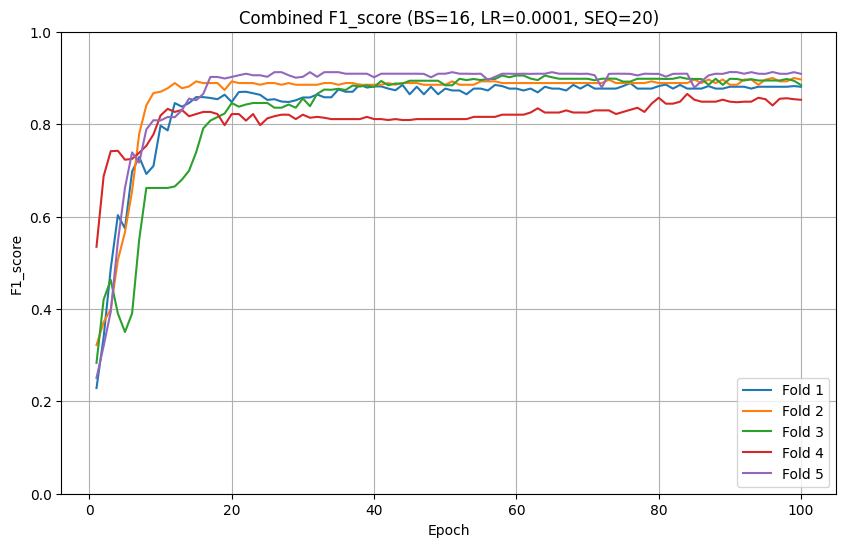 Combined F1_score (BS=16, LR=0.0001, SEQ=20)
1.0
0.8
0.6
0.4
0.2
0.0
F1_score
0 20 40 60 80 100
Epoch
Fold 1
Fold 2
Fold 3
Fold 4
Fold 5